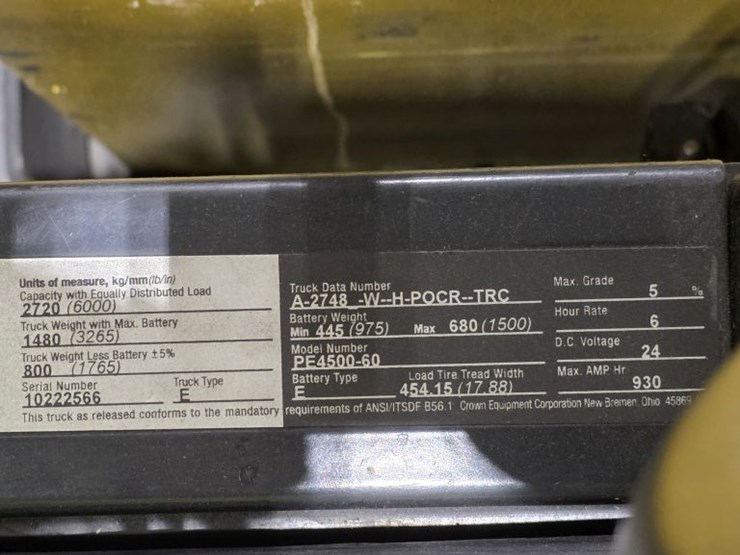 Units of measure, kg/mm(lb/in)
Capacity with Equally Distributed Load
2720 (6000)
Truck Weight with Max. Battery
1480 (3265)
Truck Weight Less Battery ±5%
800 (1765)
Serial Number Truck Type
10222566 E
Truck Data Number
A-2748 -W--H-POCR--TRC
Battery Weight
Min 445 (975) Max 680 (1500)
Model Number
PE4500-60
Battery Type Load Tire Tread Width
E 454.15 (17.88)
Max. Grade
5 %
Hour Rate
6
D.C. Voltage
24
Max. AMP Hr
930
This truck as released conforms to the mandatory requirements of ANSI/ITSDF B56.1 Crown Equipment Corporation New Bremen, Ohio 45869